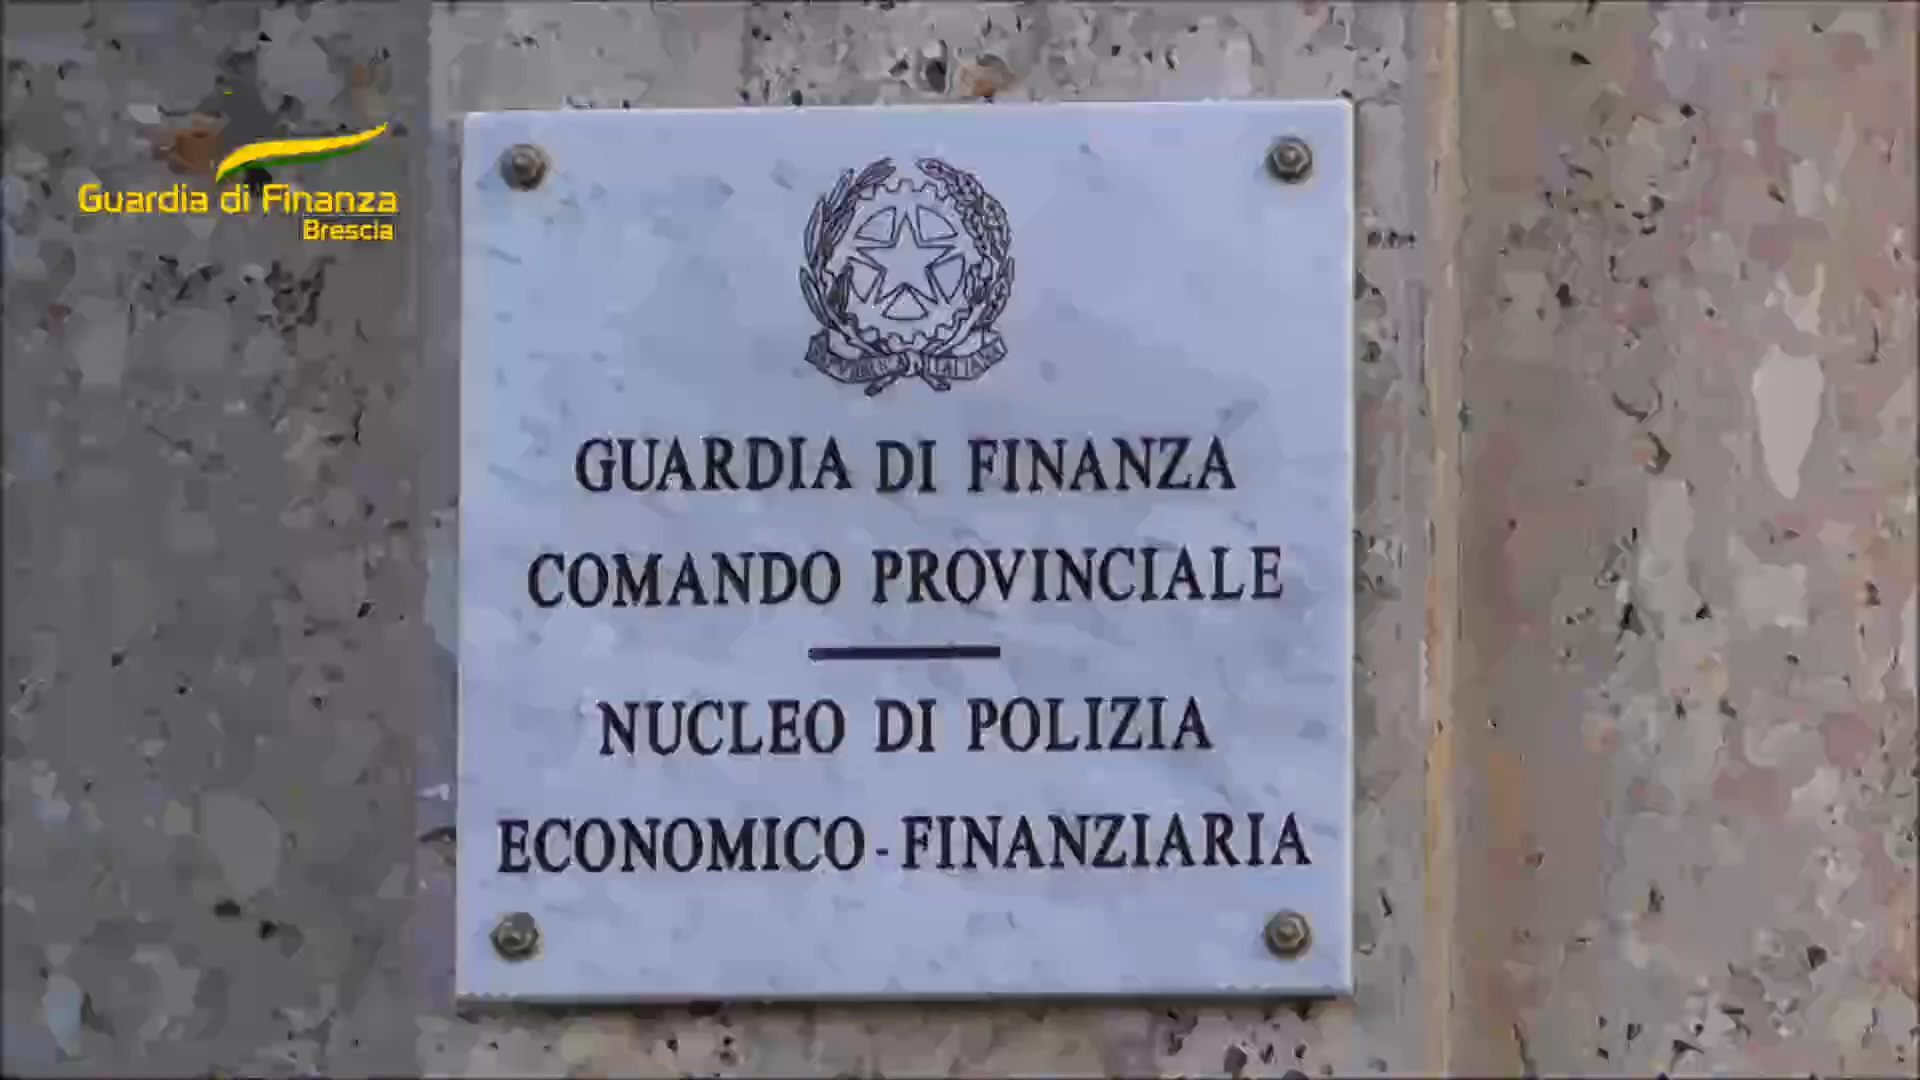 Guardia di Finanza
Brescia
GUARDIA DI FINANZA
COMANDO PROVINCIALE
NUCLEO DI POLIZIA
ECONOMICO-FINANZIARIA